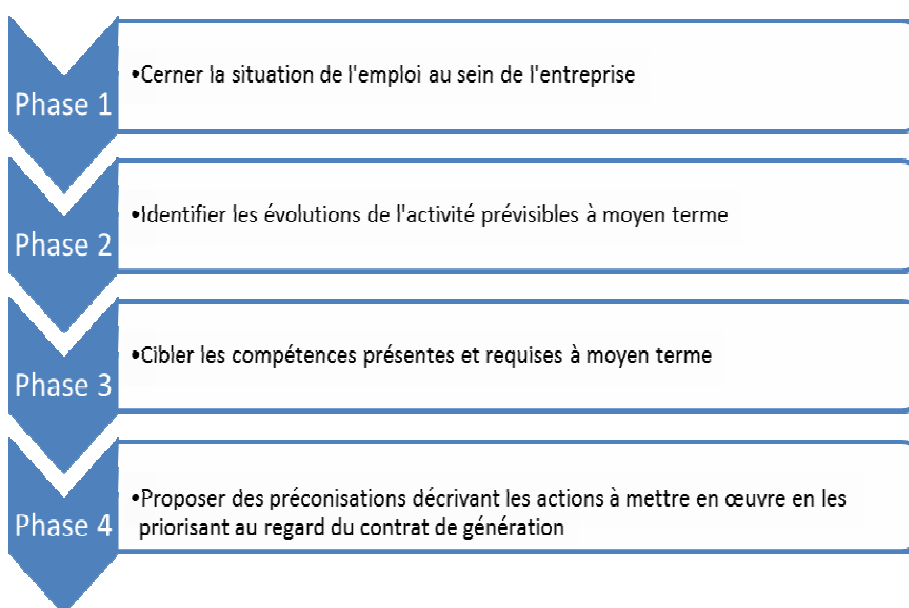 Phase 1
•Cerner la situation de l'emploi au sein de l'entreprise
Phase 2
•Identifier les évolutions de l'activité prévisibles à moyen terme
Phase 3
•Cibler les compétences présentes et requises à moyen terme
Phase 4
•Proposer des préconisations décrivant les actions à mettre en œuvre en les
priorisant au regard du contrat de génération